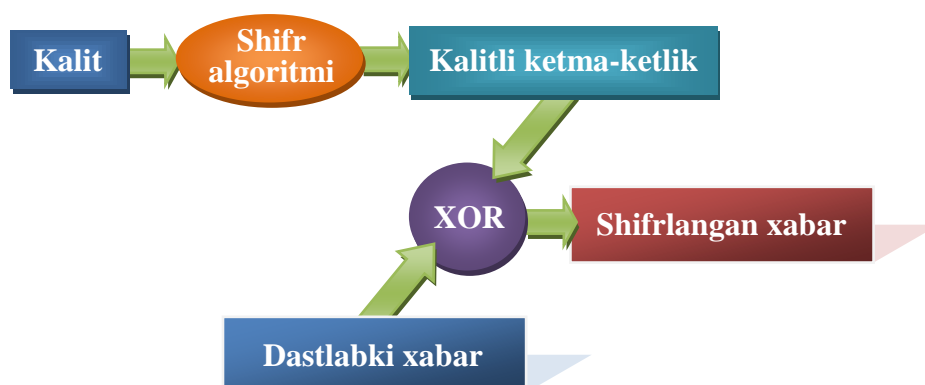 Kalit
Shifr
algoritmi
Kalitli ketma-ketlik
XOR
Shifrlangan xabar
Dastlabki xabar